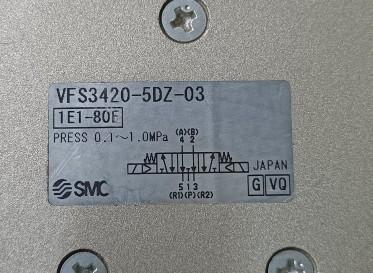 VFS3420-5DZ-03
1E1-80F
PRESS 0.1~1.0MPa
(A)(B)
4 2
5 1 3
(R1)(P)(R2)
JAPAN
SMC
G VQ